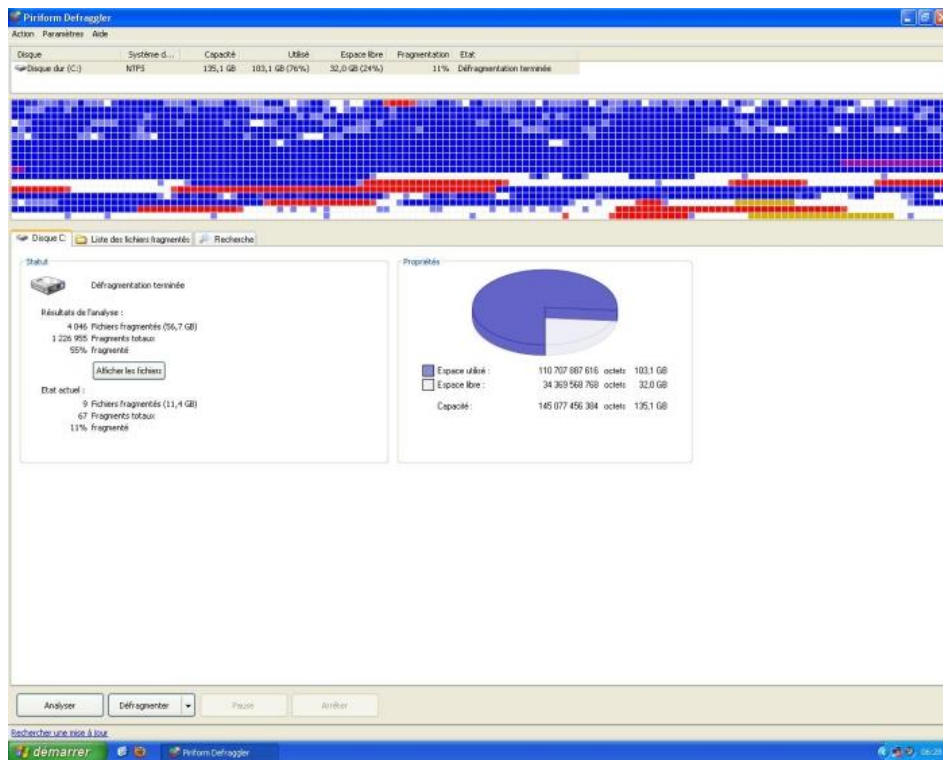 Piriform Defraggler
Action Paramètres Aide
Disque Système d... Capacité Utilisé Espace libre Fragmentation Etat
Disque dur (C:) NTFS 135,1 GB 103,1 GB (76%) 32,0 GB (24%) 11% Défragmentation terminée
Disque C: Liste des fichiers fragmentés Recherche
Statut
Défragmentation terminée
Résultats de l'analyse :
4 046 Fichiers fragmentés (56,7 GB)
1 226 955 Fragments totaux
55% fragmenté
Afficher les fichiers
Etat actuel :
9 Fichiers fragmentés (11,4 GB)
67 Fragments totaux
11% fragmenté
Propriétés
Espace utilisé : 110 707 887 616 octets 103,1 GB
Espace libre : 34 369 568 768 octets 32,0 GB
Capacité : 145 077 456 384 octets 135,1 GB
Analyser Défragmenter Pause Arrêter
Rechercher une mise à jour
démarrer Piriform Defraggler 06:28